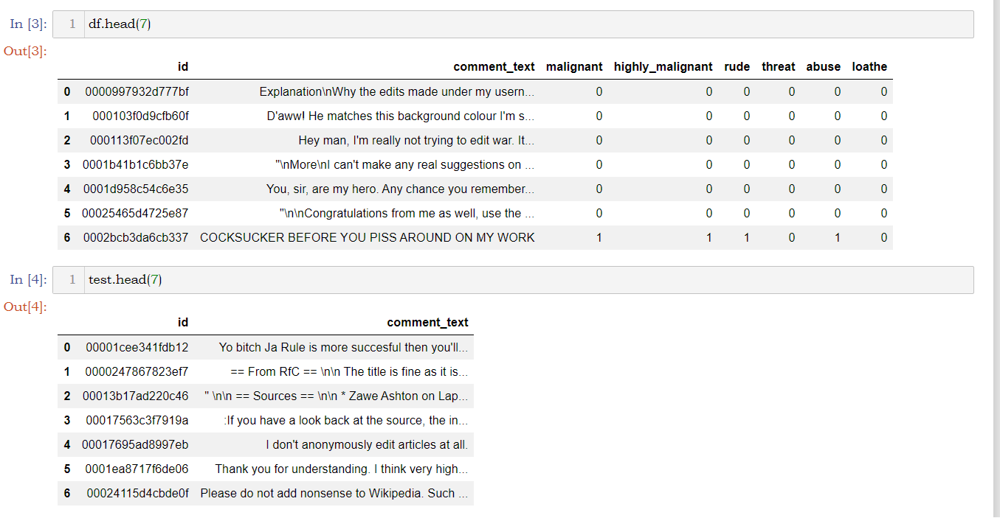 In [3]: 1 df.head(7)
Out[3]:
id comment_text malignant highly_malignant rude threat abuse loathe
0 0000997932d777bf Explanation\nWhy the edits made under my usern... 0 0 0 0 0 0
1 000103f0d9cfb60f D'aww! He matches this background colour I'm s... 0 0 0 0 0 0
2 000113f07ec002fd Hey man, I'm really not trying to edit war. It... 0 0 0 0 0 0
3 0001b41b1c6bb37e "\nMore\nI can't make any real suggestions on ... 0 0 0 0 0 0
4 0001d958c54c6e35 You, sir, are my hero. Any chance you remember... 0 0 0 0 0 0
5 00025465d4725e87 "\n\nCongratulations from me as well, use the ... 0 0 0 0 0 0
6 0002bcb3da6cb337 COCKSUCKER BEFORE YOU PISS AROUND ON MY WORK 1 1 1 0 1 0
In [4]: 1 test.head(7)
Out[4]:
id comment_text
0 00001cee341fdb12 Yo bitch Ja Rule is more succesful then you'll...
1 0000247867823ef7 == From RfC == \n\n The title is fine as it is...
2 00013b17ad220c46 " \n\n == Sources == \n\n * Zawe Ashton on Lap...
3 00017563c3f7919a :If you have a look back at the source, the in...
4 00017695ad8997eb I don't anonymously edit articles at all.
5 0001ea8717f6de06 Thank you for understanding. I think very high...
6 00024115d4cbde0f Please do not add nonsense to Wikipedia. Such ...